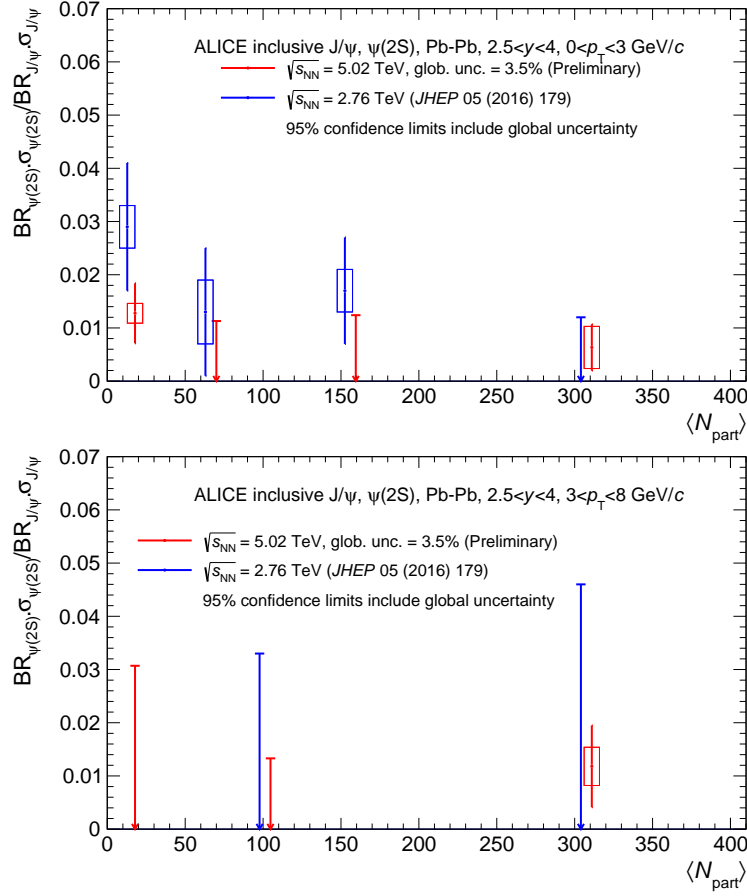 ALICE inclusive J/ψ, ψ(2S), Pb-Pb, 2.5<y<4, 0<p_T<3 GeV/c
√s_NN = 5.02 TeV, glob. unc. = 3.5% (Preliminary)
√s_NN = 2.76 TeV (JHEP 05 (2016) 179)
95% confidence limits include global uncertainty
BR_ψ(2S).σ_ψ(2S)/BR_J/ψ.σ_J/ψ
0.07
0.06
0.05
0.04
0.03
0.02
0.01
0
0 50 100 150 200 250 300 350 400
⟨N_part⟩
ALICE inclusive J/ψ, ψ(2S), Pb-Pb, 2.5<y<4, 3<p_T<8 GeV/c
√s_NN = 5.02 TeV, glob. unc. = 3.5% (Preliminary)
√s_NN = 2.76 TeV (JHEP 05 (2016) 179)
95% confidence limits include global uncertainty
BR_ψ(2S).σ_ψ(2S)/BR_J/ψ.σ_J/ψ
0.07
0.06
0.05
0.04
0.03
0.02
0.01
0
0 50 100 150 200 250 300 350 400
⟨N_part⟩